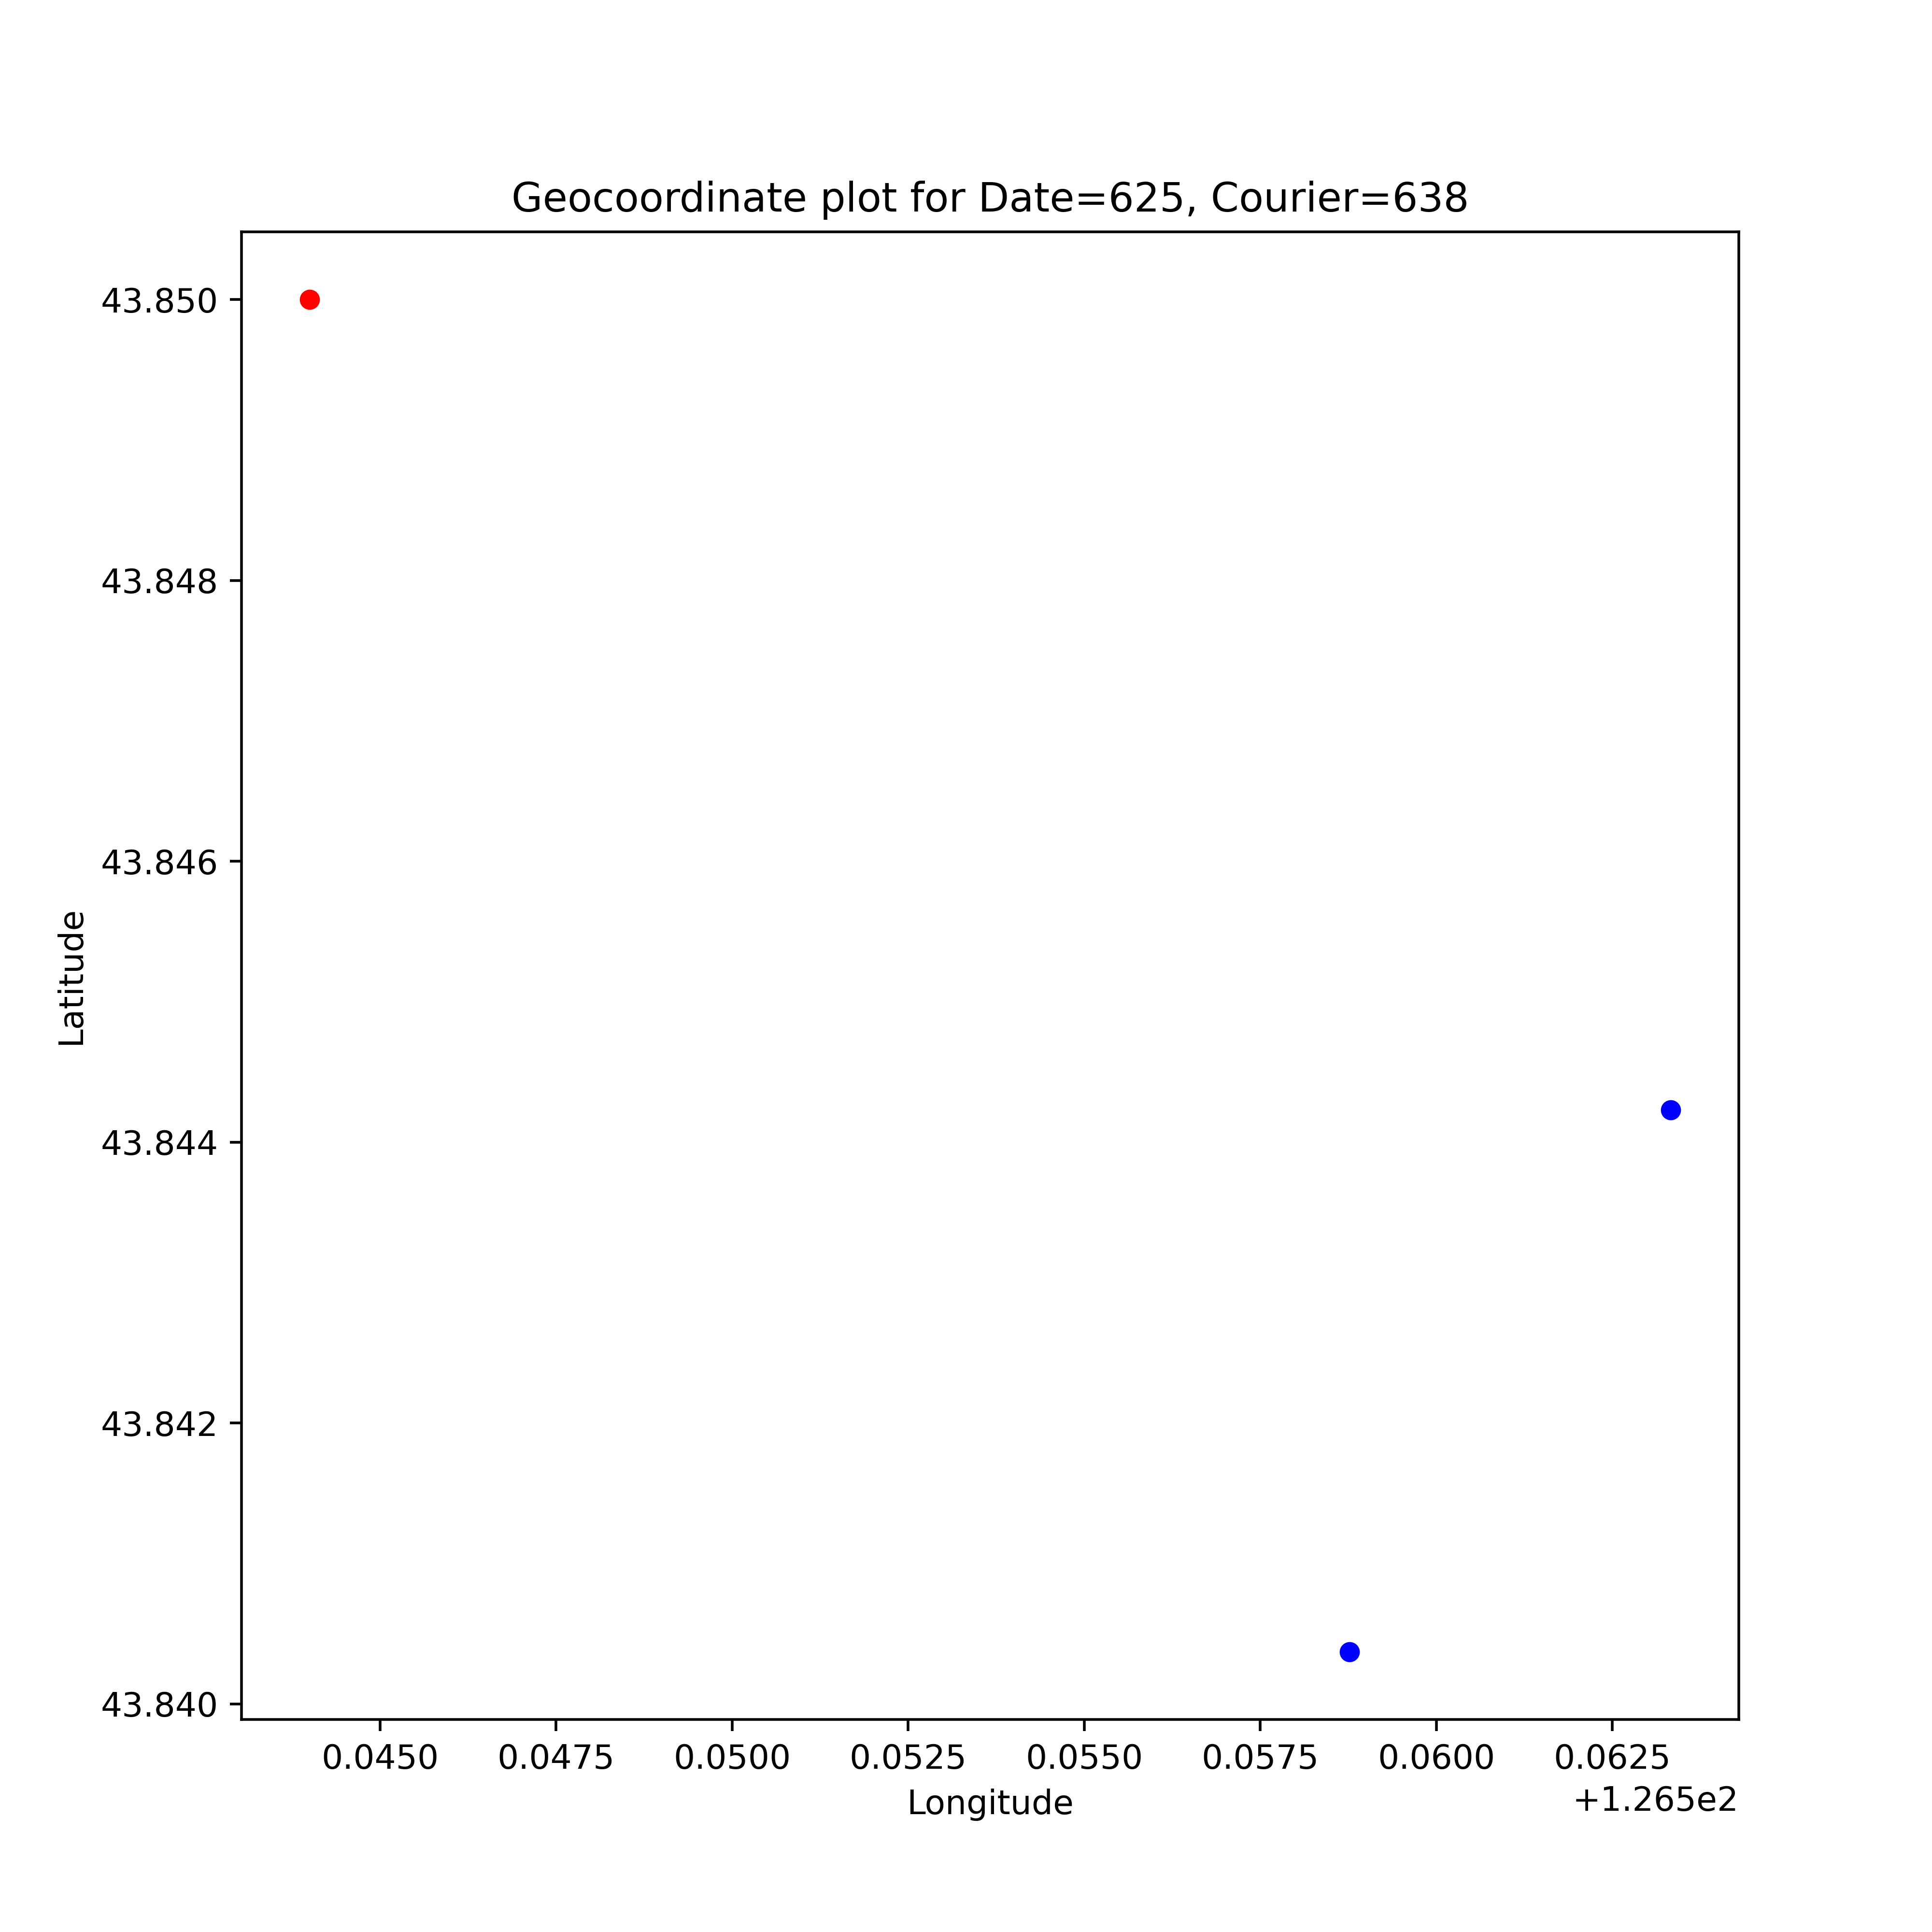 Geocoordinate plot for Date=625, Courier=638
43.850
43.848
43.846
43.844
43.842
43.840
Latitude
0.0450 0.0475 0.0500 0.0525 0.0550 0.0575 0.0600 0.0625
+1.265e2
Longitude